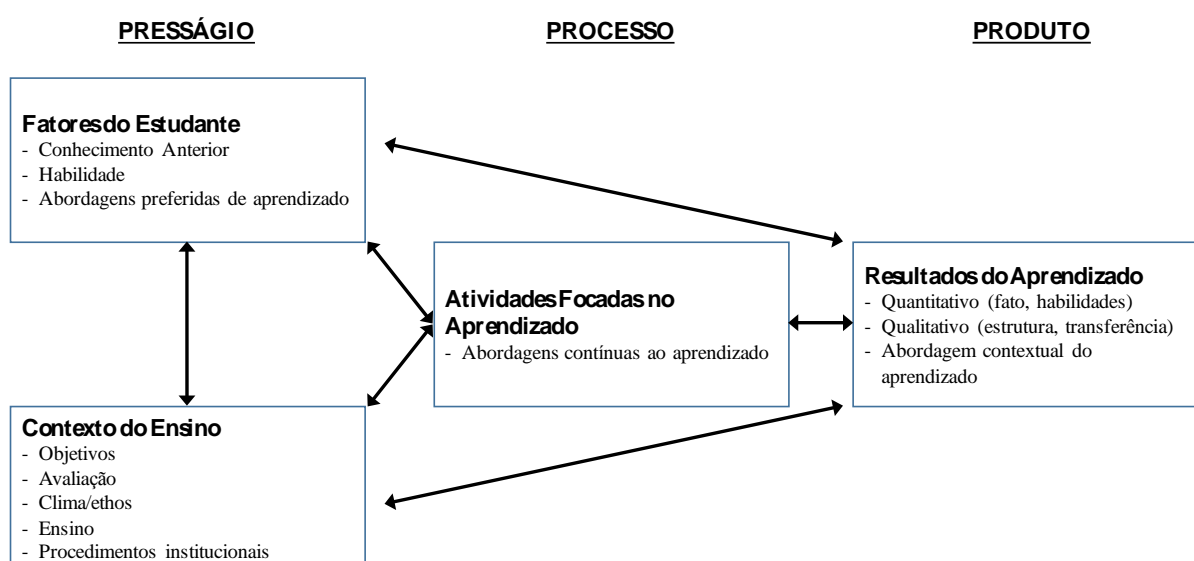 PRESSÁGIO
PROCESSO
PRODUTO
Fatores do Estudante
- Conhecimento Anterior
- Habilidade
- Abordagens preferidas de aprendizado
Atividades Focadas no
Aprendizado
- Abordagens contínuas ao aprendizado
Resultados do Aprendizado
- Quantitativo (fato, habilidades)
- Qualitativo (estrutura, transferência)
- Abordagem contextual do
aprendizado
Contexto do Ensino
- Objetivos
- Avaliação
- Clima/ethos
- Ensino
- Procedimentos institucionais